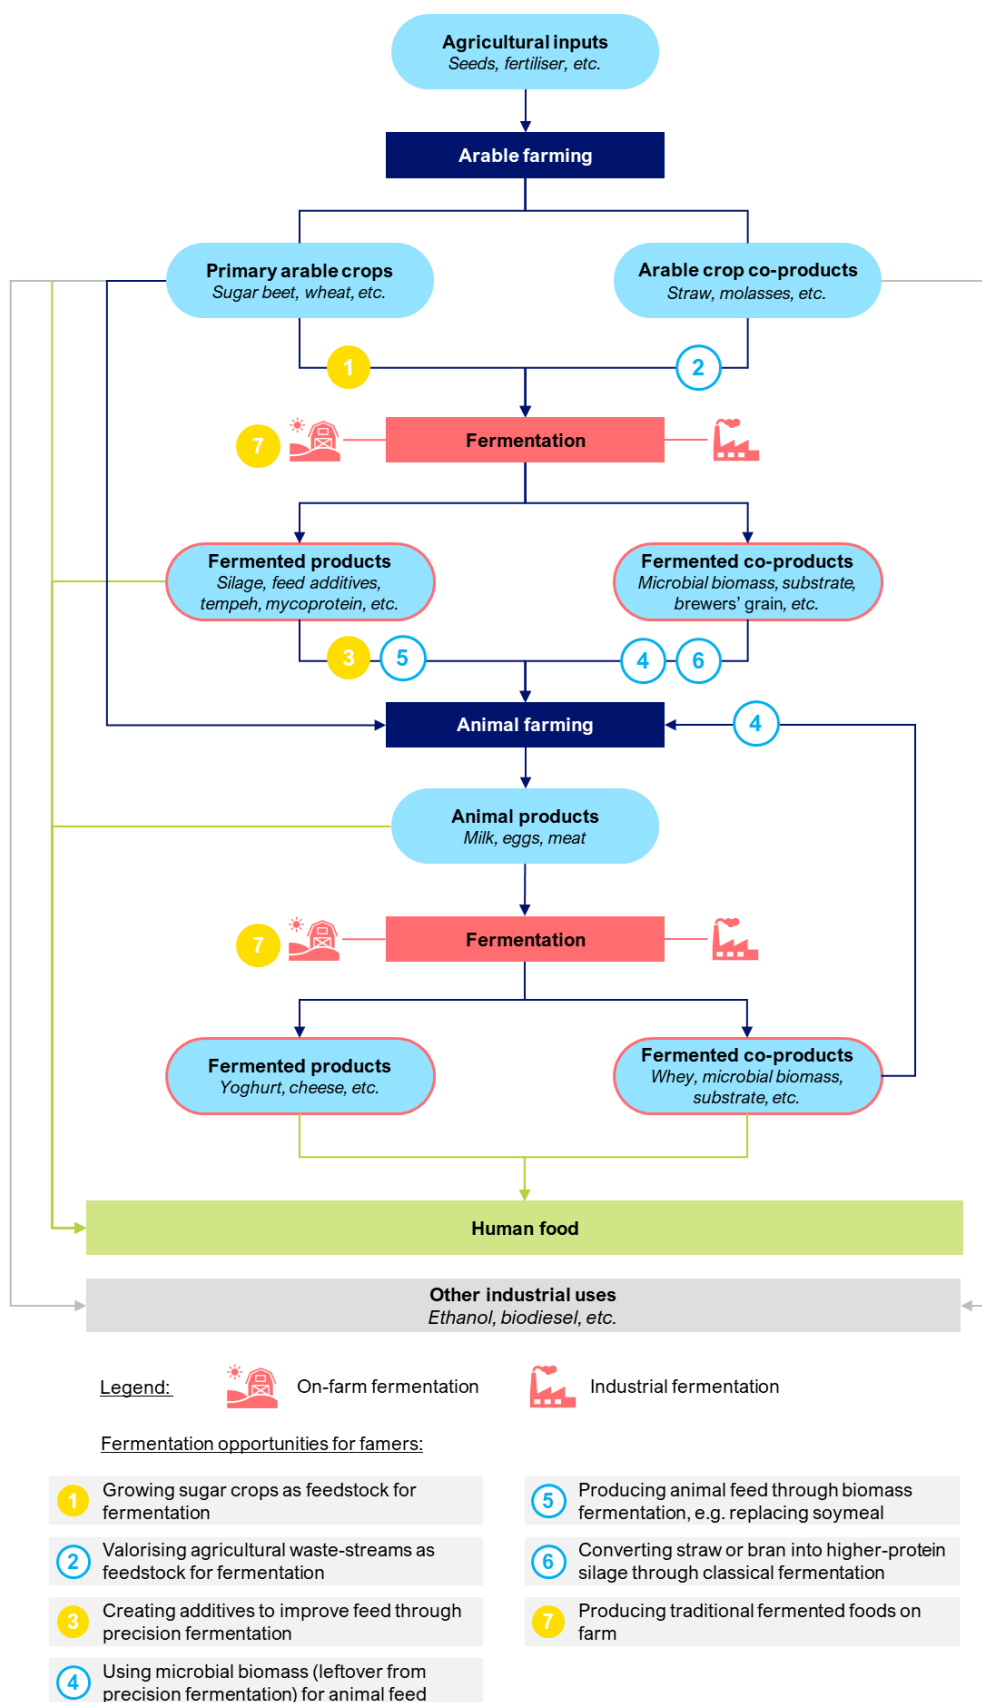 Agricultural inputs
Seeds, fertiliser, etc.
Arable farming
Primary arable crops
Sugar beet, wheat, etc.
Arable crop co-products
Straw, molasses, etc.
1
2
7
Fermentation
Fermented products
Silage, feed additives,
tempeh, mycoprotein, etc.
Fermented co-products
Microbial biomass, substrate,
brewers' grain, etc.
3
5
4
6
Animal farming
4
Animal products
Milk, eggs, meat
7
Fermentation
Fermented products
Yoghurt, cheese, etc.
Fermented co-products
Whey, microbial biomass,
substrate, etc.
Human food
Other industrial uses
Ethanol, biodiesel, etc.
Legend:
On-farm fermentation
Industrial fermentation
Fermentation opportunities for famers:
1
Growing sugar crops as feedstock for
fermentation
2
Valorising agricultural waste-streams as
feedstock for fermentation
3
Creating additives to improve feed through
precision fermentation
4
Using microbial biomass (leftover from
precision fermentation) for animal feed
5
Producing animal feed through biomass
fermentation, e.g. replacing soymeal
6
Converting straw or bran into higher-protein
silage through classical fermentation
7
Producing traditional fermented foods on
farm